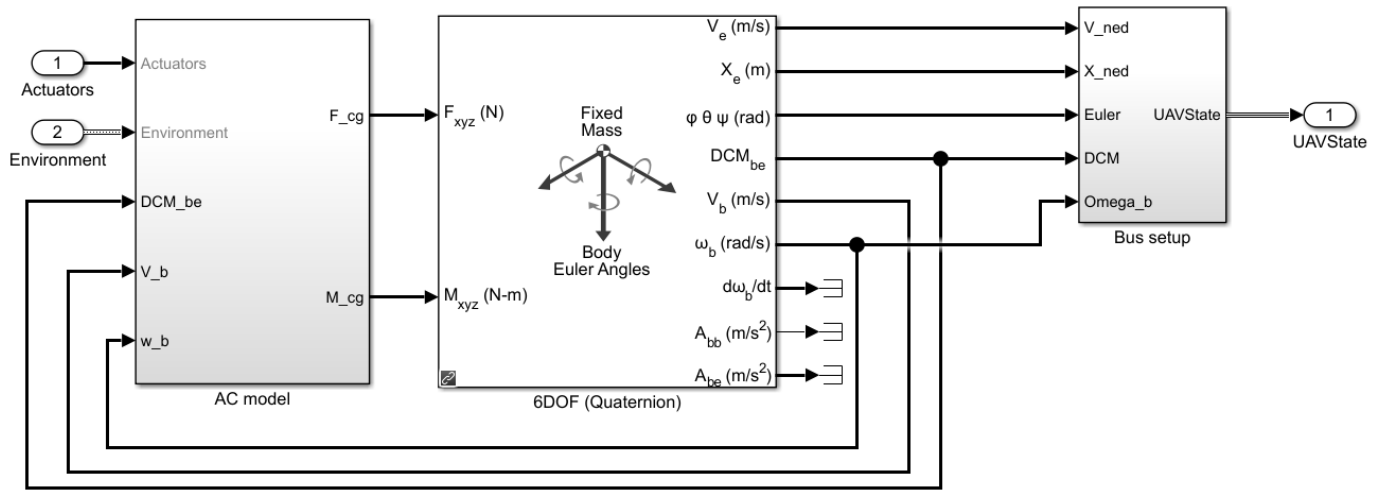 1
Actuators
2
Environment
Actuators
Environment
DCM_be
V_b
w_b
F_cg
M_cg
AC model
F_xyz (N)
M_xyz (N-m)
Fixed
Mass
Body
Euler Angles
V_e (m/s)
X_e (m)
φ θ ψ (rad)
DCM_be
V_b (m/s)
ω_b (rad/s)
dω_b/dt
A_bb (m/s²)
A_be (m/s²)
6DOF (Quaternion)
V_ned
X_ned
Euler
DCM
Omega_b
UAVState
Bus setup
1
UAVState